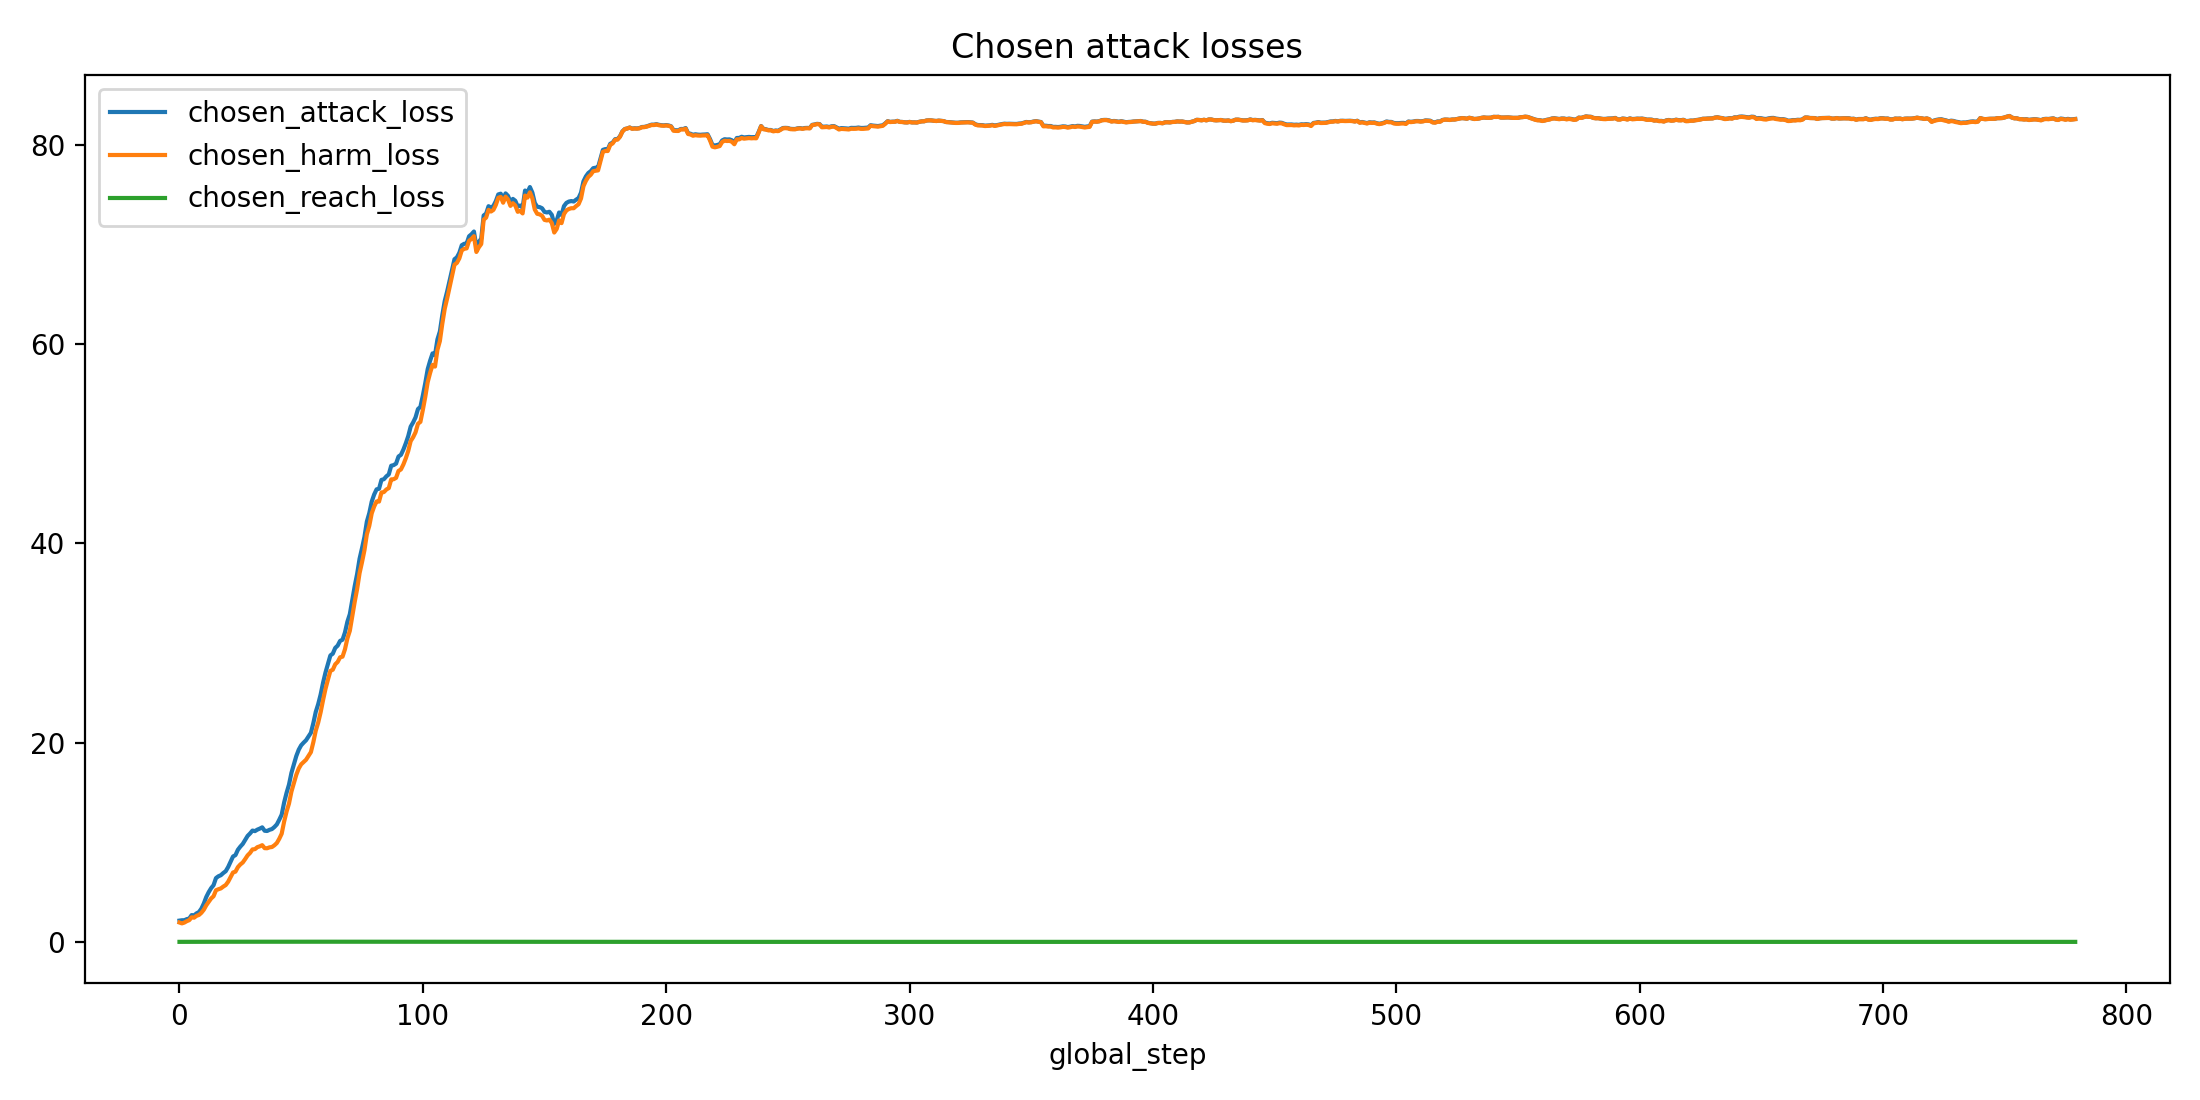 Chosen attack losses
chosen_attack_loss
chosen_harm_loss
chosen_reach_loss
80
60
40
20
0
0 100 200 300 400 500 600 700 800
global_step